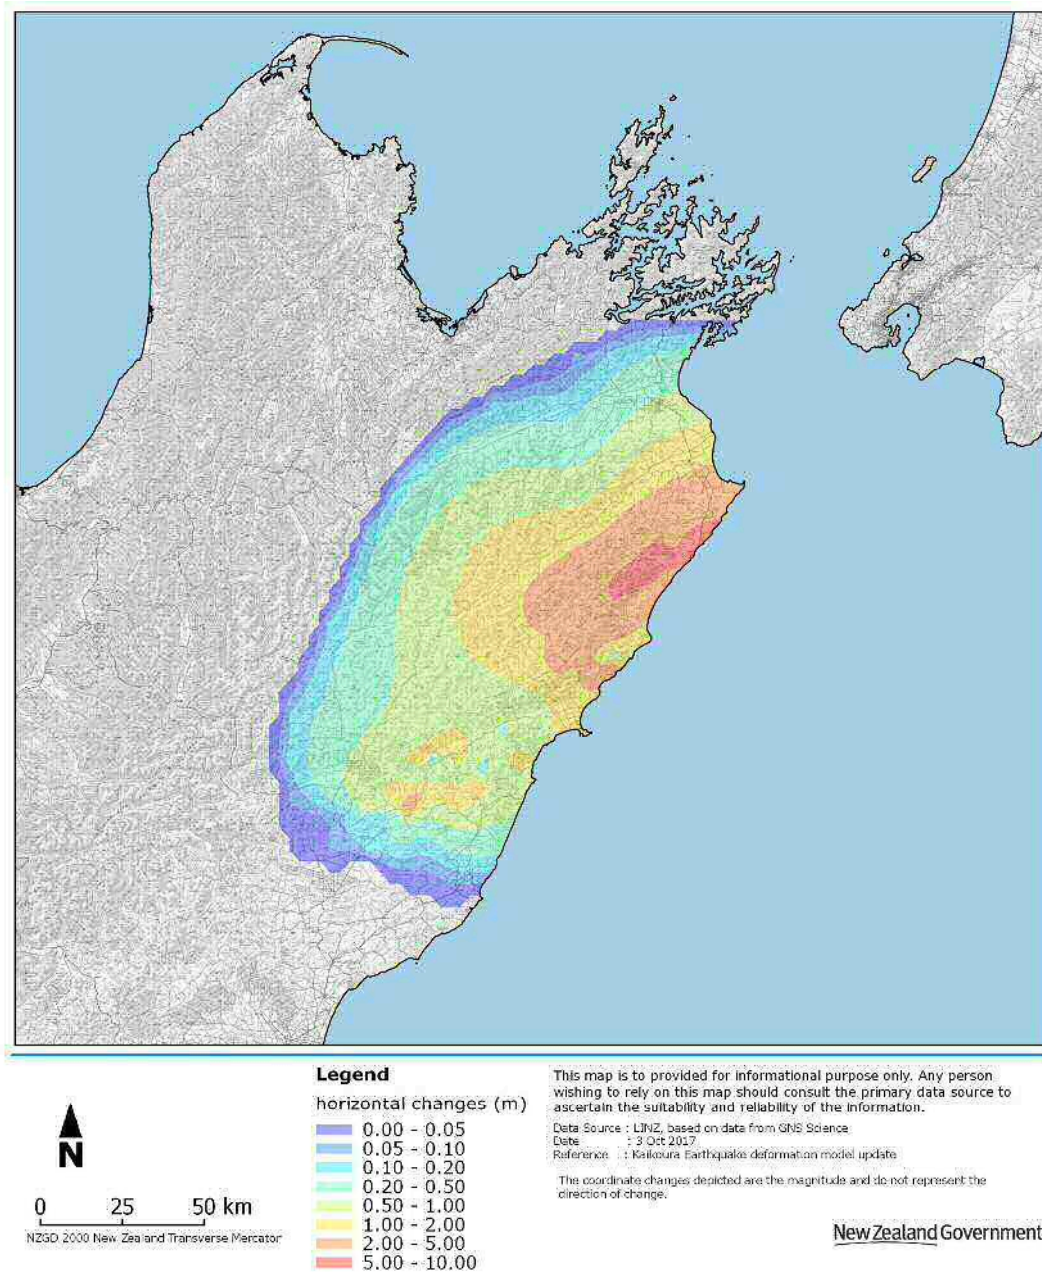 Legend
horizontal changes (m)
0.00 - 0.05
0.05 - 0.10
0.10 - 0.20
0.20 - 0.50
0.50 - 1.00
1.00 - 2.00
2.00 - 5.00
5.00 - 10.00
N
0 25 50 km
NZGD 2000 New Zealand Transverse Mercator
This map is to provided for informational purpose only. Any person
wishing to rely on this map should consult the primary data source to
ascertain the suitability and reliability of the information.
Data Source : LINZ, based on data from GNS Science
Date : 3 Oct 2017
Reference : Kaikoura Earthquake deformation model update
The coordinate changes depicted are the magnitude and do not represent the
direction of change.
New Zealand Government